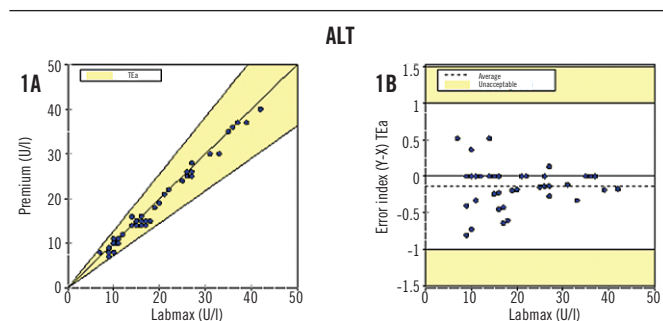 ALT
1A
50
40
30
20
10
0
Premium (U/l)
TEa
0
10
20
30
40
50
Labmax (U/l)
1B
1.5
1
0.5
0
-0.5
-1
-1.5
Error index (Y-X) TEa
Average
Unacceptable
0
10
20
30
40
50
Labmax (U/l)